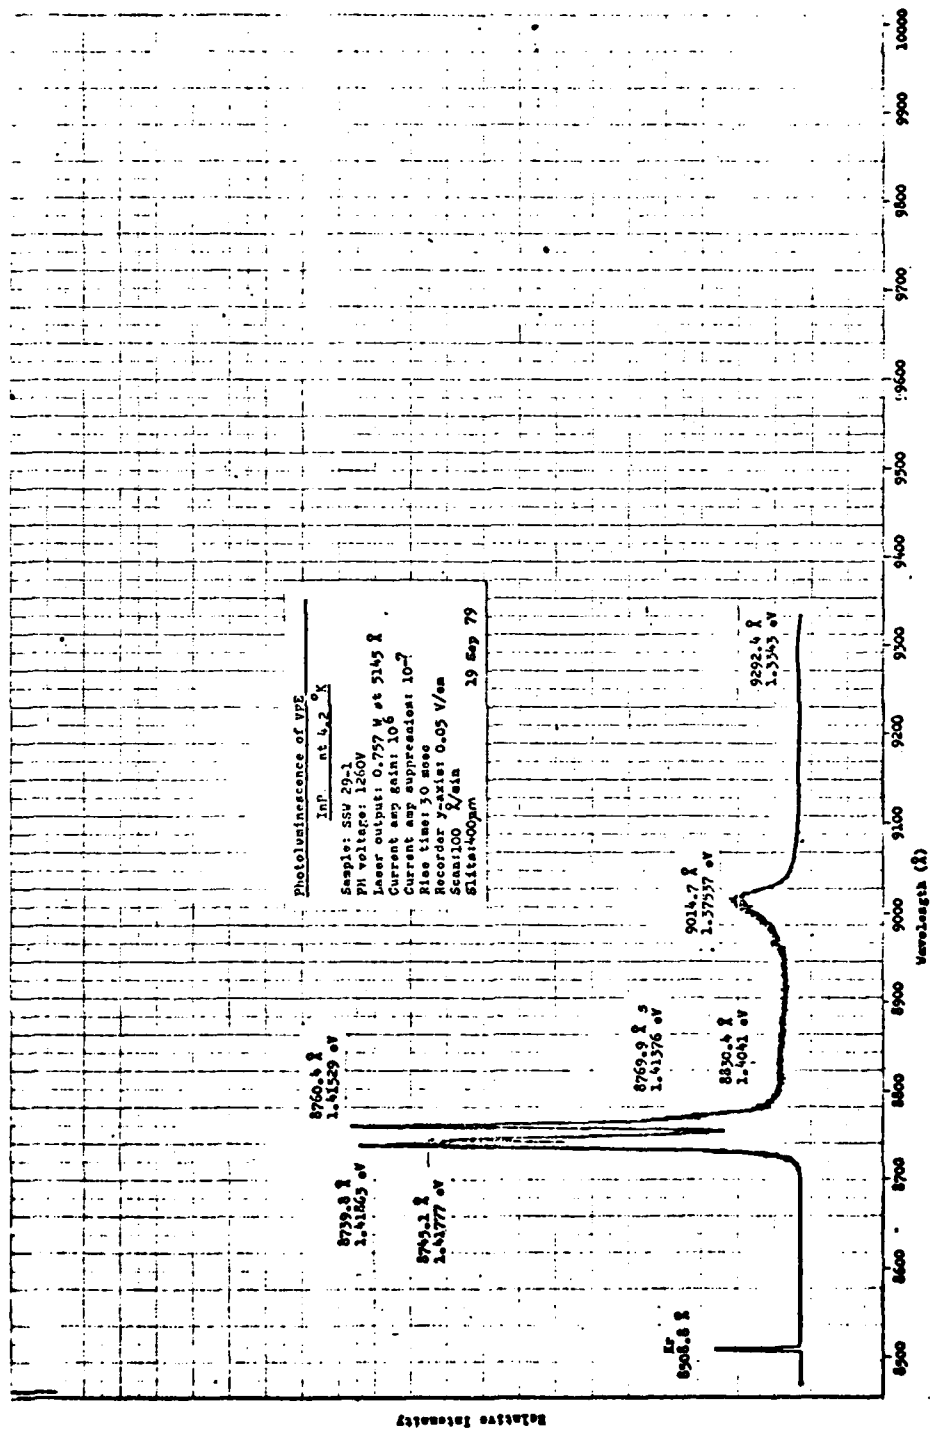 Photoluminescence of VPE
InP at 4.2 °K
Sample: SSW 29-1
PM voltage: 1260V
Laser output: 0.757 W at 5145 Å
Current amp gain: 10^6
Current amp suppression: 10^-7
Rise time: 30 msec
Recorder y-axis: 0.05 V/cm
Scan:100 Å/min
Slits:400µm
19 Sep 79
Kr
8508.8 Å
8739.8 Å
1.41863 eV
8745.1 Å
1.41777 eV
8760.4 Å
1.41529 eV
8769.9 Å s
1.41376 eV
8830.4 Å
1.4041 eV
9014.7 Å
1.37537 eV
9292.4 Å
1.3343 eV
8500 8600 8700 8800 8900 9000 9100 9200 9300 9400 9500 9600 9700 9800 9900 10000
Wavelength (Å)
Relative Intensity